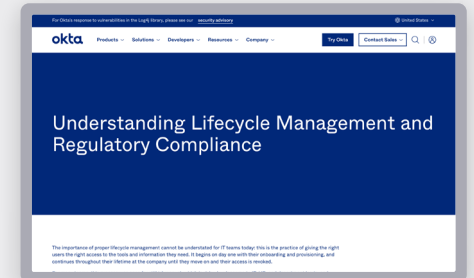 For Okta's response to vulnerabilities in the Log4j library, please see our security advisory
United States
okta Products Solutions Developers Resources Company Try Okta Contact Sales
Understanding Lifecycle Management and
Regulatory Compliance
The importance of proper lifecycle management cannot be understated for IT teams today: this is the practice of giving the right
users the right access to the tools and information they need. It begins on day one with their onboarding and provisioning, and
continues throughout their lifetime at the company until they move on and their access is revoked.